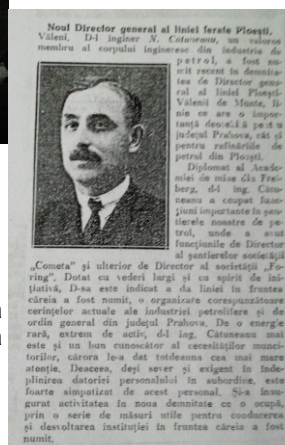 Noul Director general al liniei ferate Ploești.
Văleni. D-l inginer N. Cătuneanu, un valoros
membru al corpului ingineresc din industria de
petrol, a fost nu-
mit recent în demnita-
tea de Director gene-
ral al liniei Ploești-
Vălenii de Munte, li-
nie ce are o impor-
tanță deosebită pentru
județul Prahova, cât și
pentru rafinăriile de
petrol din Ploești.
Diplomat al Acade-
miei de mine din Frei-
berg, d-l ing. Cătu-
neanu a ocupat func-
țiuni importante în șan-
tierele noastre de pe-
trol, unde a avut
funcțiunile de Director
al șantierelor societății
„Cometa” și ulterior de Director al societății „Fo-
ring”. Dotat cu vederi largi și cu spirit de ini-
țiativă, D-sa este indicat a da liniei în fruntea
căreia a fost numit, o organizare corespunzătoare
cerințelor actuale ale industriei petrolifere și de
ordin general din județul Prahova. De o energie
rară, extrem de activ, d-l ing. Cătuneanu mai
este și un bun cunoscător al necesităților munci-
torilor, cărora le-a dat totdeauna cea mai mare
atenție. Deaceea, deși sever și exigent în înde-
plinirea datoriei personalului în subordine, este
foarte simpatizat de acest personal. Și-a inau-
gurat activitatea în noua demnitate ce o ocupă,
prin o serie de măsuri utile pentru conducerea
și desvoltarea instituției în fruntea căreia a fost
numit.